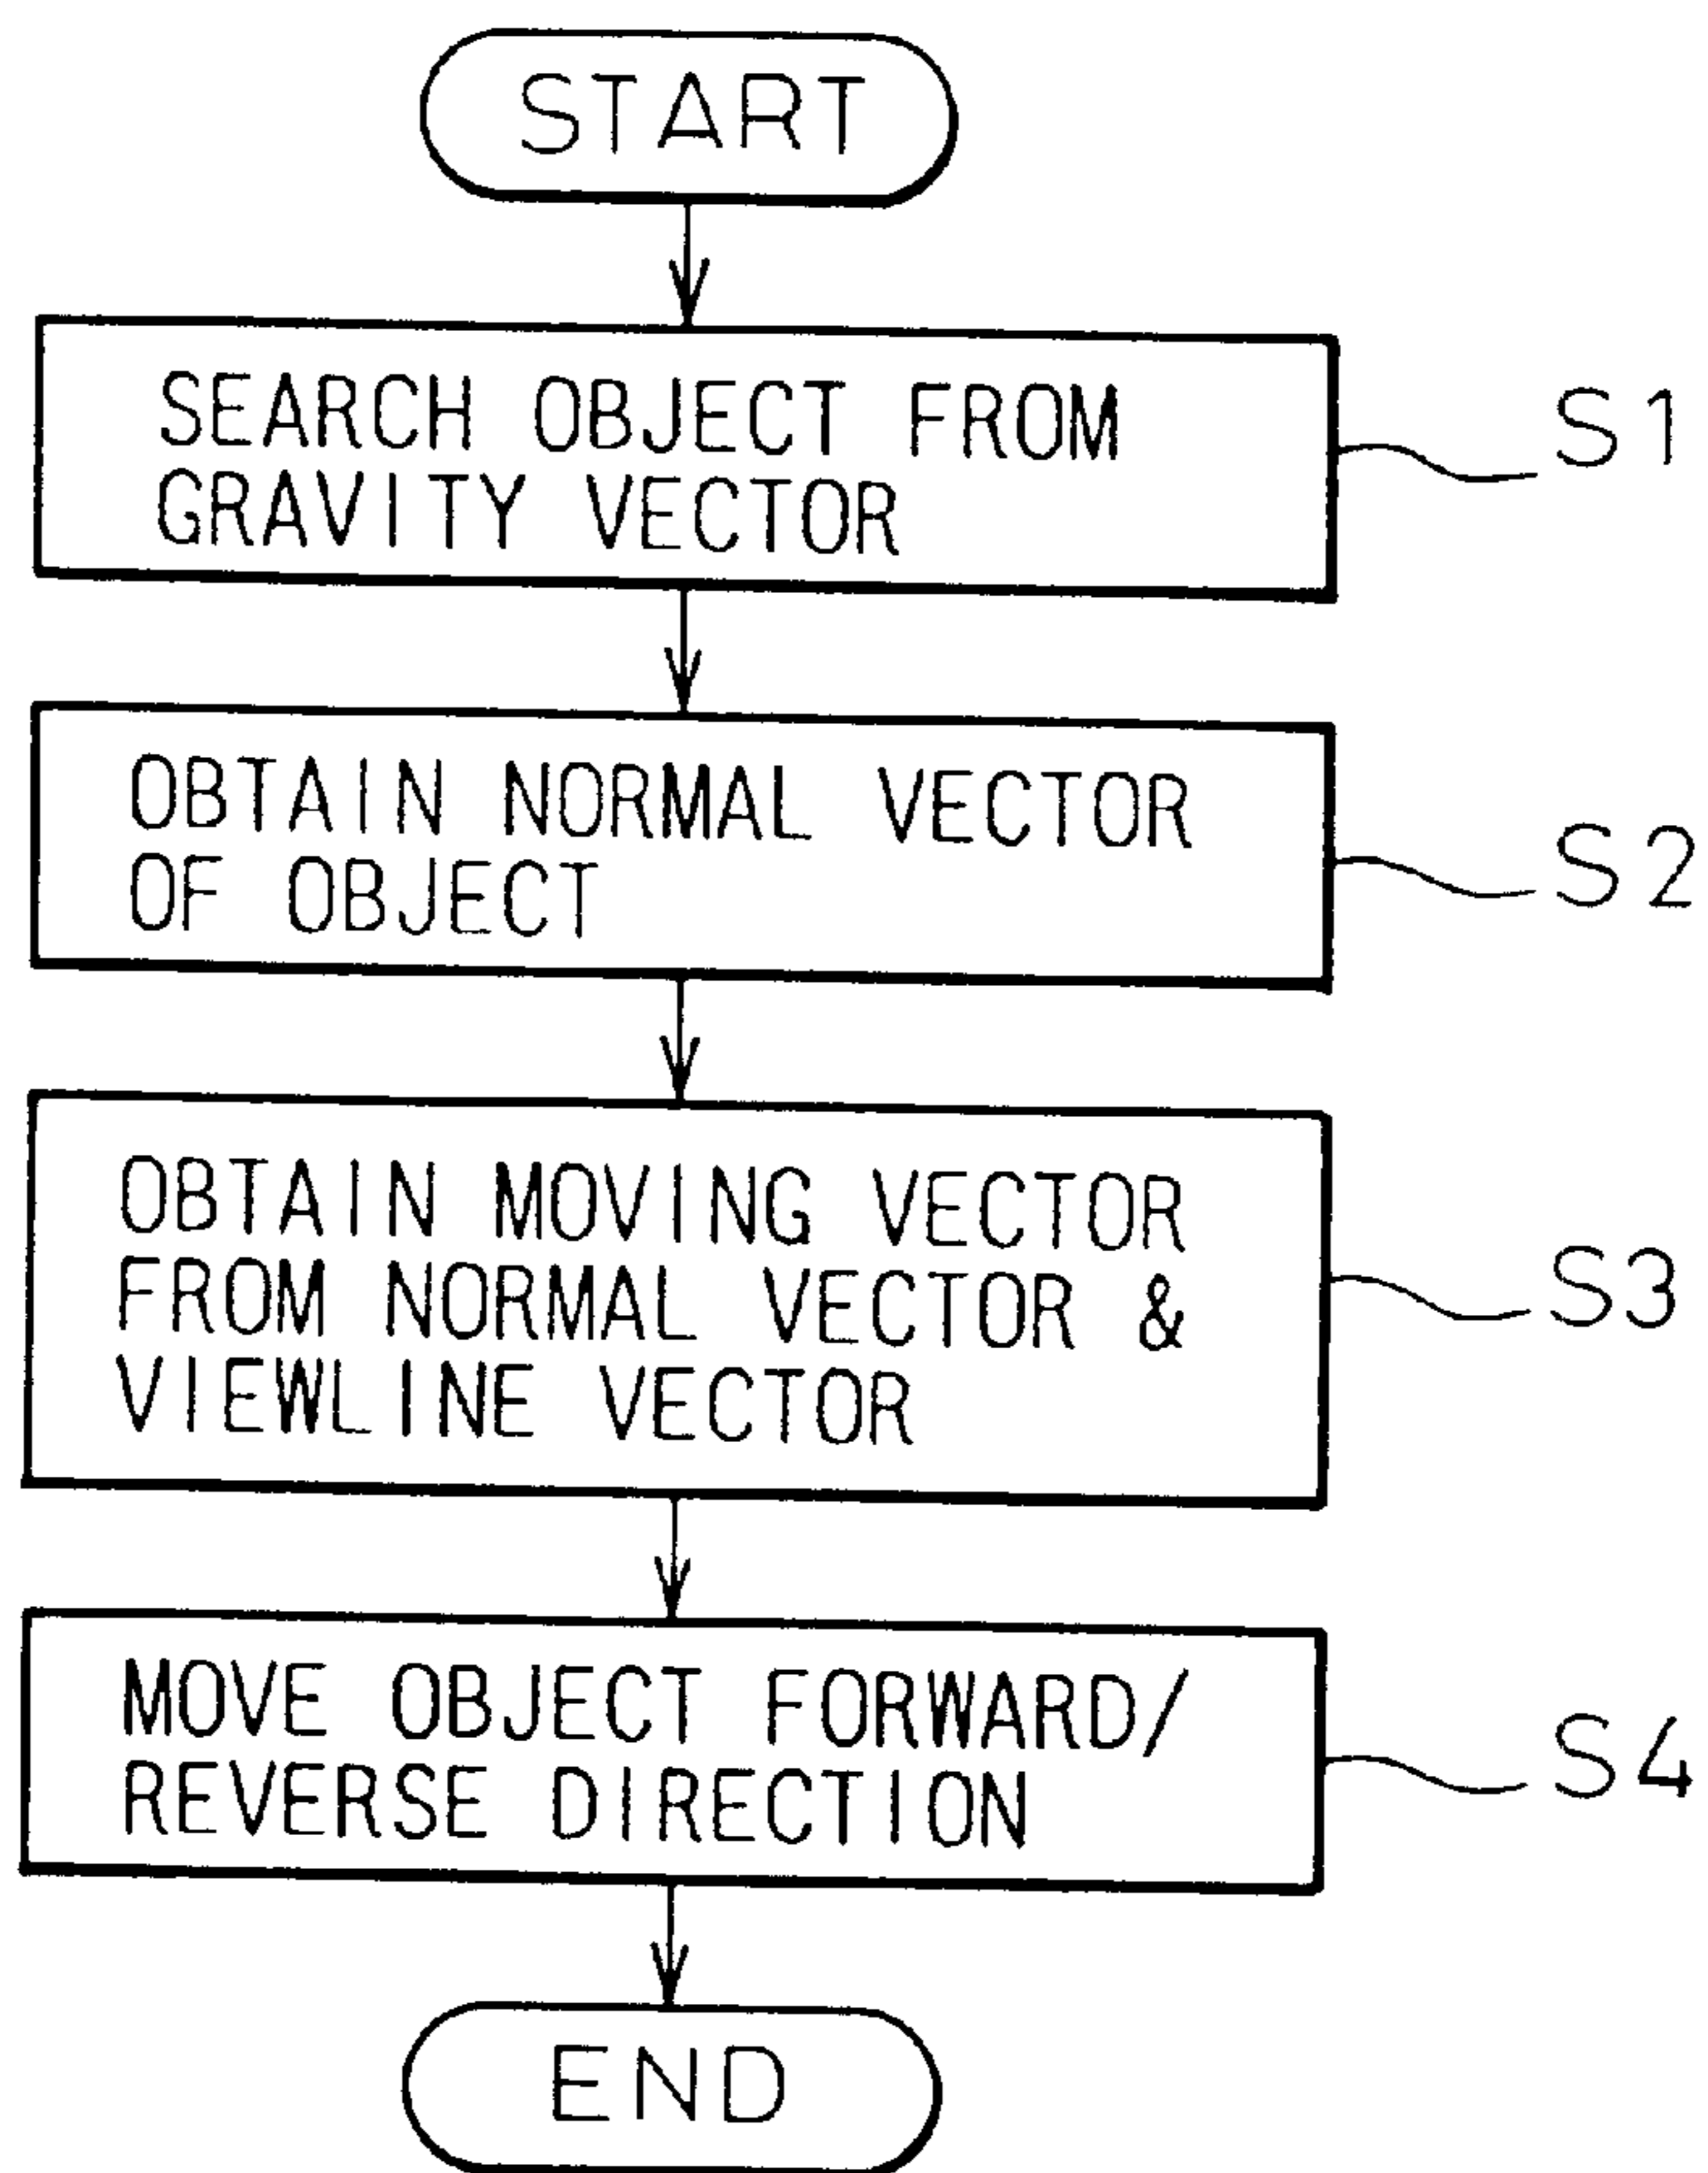 START
SEARCH OBJECT FROM
GRAVITY VECTOR
S1
OBTAIN NORMAL VECTOR
OF OBJECT
S2
OBTAIN MOVING VECTOR
FROM NORMAL VECTOR &
VIEWLINE VECTOR
S3
MOVE OBJECT FORWARD/
REVERSE DIRECTION
S4
END